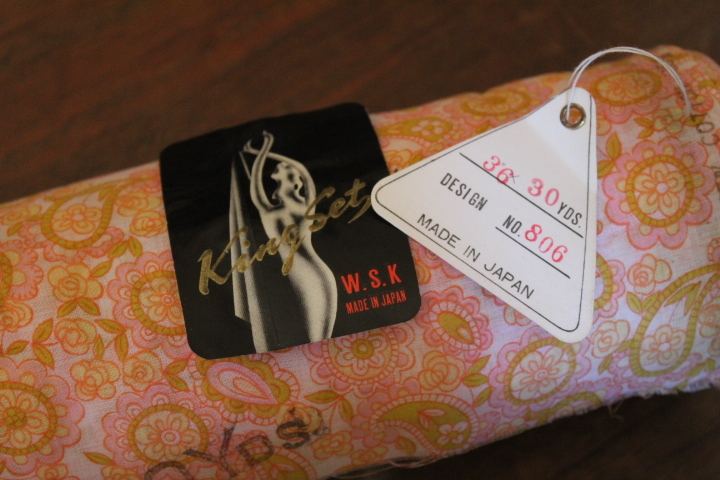 King Set
W.S.K
MADE IN JAPAN
36" x 30 YDS.
DESIGN NO 806
MADE IN JAPAN
YDS